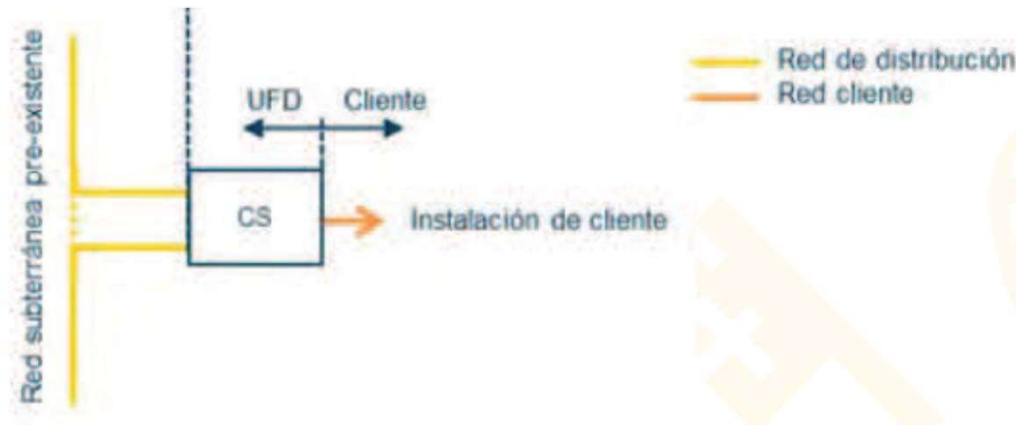 Red subterránea pre-existente
UFD
Cliente
CS
Instalación de cliente
Red de distribución
Red cliente